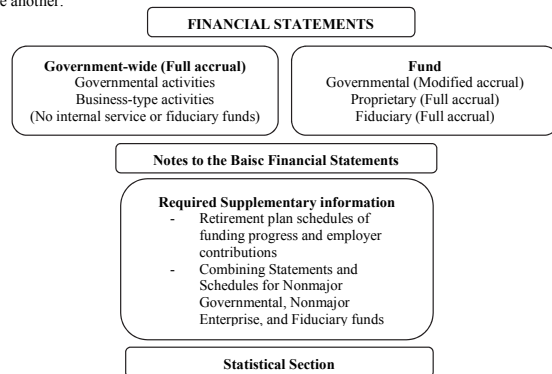 e another.
FINANCIAL STATEMENTS
Government-wide (Full accrual)
Governmental activities
Business-type activities
(No internal service or fiduciary funds)
Fund
Governmental (Modified accrual)
Proprietary (Full accrual)
Fiduciary (Full accrual)
Notes to the Baisc Financial Statements
Required Supplementary information
- Retirement plan schedules of
funding progress and employer
contributions
- Combining Statements and
Schedules for Nonmajor
Governmental, Nonmajor
Enterprise, and Fiduciary funds
Statistical Section